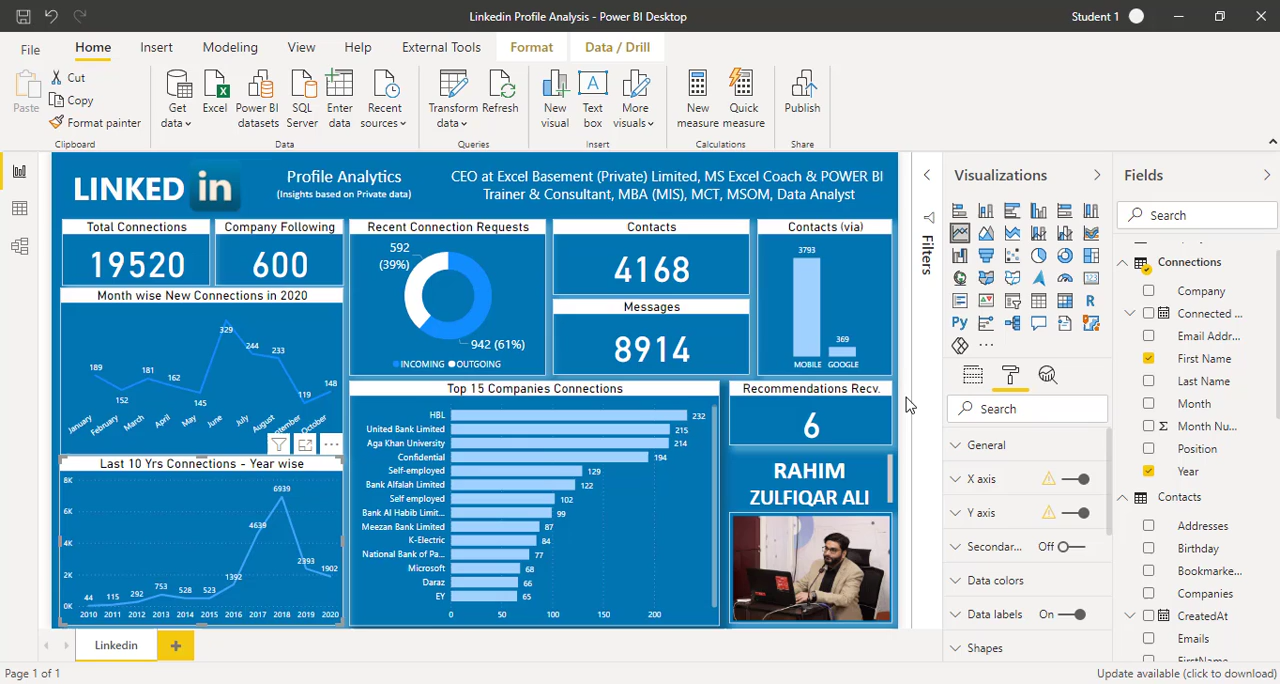 Linkedin Profile Analysis - Power BI Desktop
Student 1
File
Home
Insert
Modeling
View
Help
External Tools
Format
Data / Drill
Paste
Cut
Copy
Format painter
Clipboard
Get
data
Excel
Power BI
datasets
SQL
Server
Enter
data
Recent
sources
Data
Transform
data
Refresh
Queries
New
visual
Text
box
More
visuals
Insert
New
measure
Quick
measure
Calculations
Publish
Share
LINKED in
Profile Analytics
(Insights based on Private data)
CEO at Excel Basement (Private) Limited, MS Excel Coach & POWER BI
Trainer & Consultant, MBA (MIS), MCT, MSOM, Data Analyst
Total Connections
19520
Company Following
600
Month wise New Connections in 2020
189
152
181
162
145
329
244
233
119
148
January
February
March
April
May
June
July
August
October
Last 10 Yrs Connections - Year wise
8K
6K
4K
2K
0K
44
115
292
753
528
523
1392
4639
6939
2393
1902
2010
2011
2012
2013
2014
2015
2016
2017
2018
2019
2020
Recent Connection Requests
592
(39%)
942 (61%)
INCOMING
OUTGOING
Contacts
4168
Messages
8914
Contacts (via)
3793
369
MOBILE
GOOGLE
Top 15 Companies Connections
HBL 232
United Bank Limited 215
Aga Khan University 214
Confidential 194
Self-employed 129
Bank Alfalah Limited 122
Self employed 102
Bank Al Habib Limit... 99
Meezan Bank Limited 87
K-Electric 84
National Bank of Pa... 77
Microsoft 68
Daraz 66
EY 65
0
50
100
150
200
Recommendations Recv.
6
RAHIM
ZULFIQAR ALI
Filters
Visualizations
R
Py
Search
General
X axis
Y axis
Secondar... Off
Data colors
Data labels On
Shapes
Fields
Search
Connections
Company
Connected ...
Email Addr...
First Name
Last Name
Month
Month Nu...
Position
Year
Contacts
Addresses
Birthday
Bookmarke...
Companies
CreatedAt
Emails
FirstName
Linkedin
Page 1 of 1
Update available (click to download)